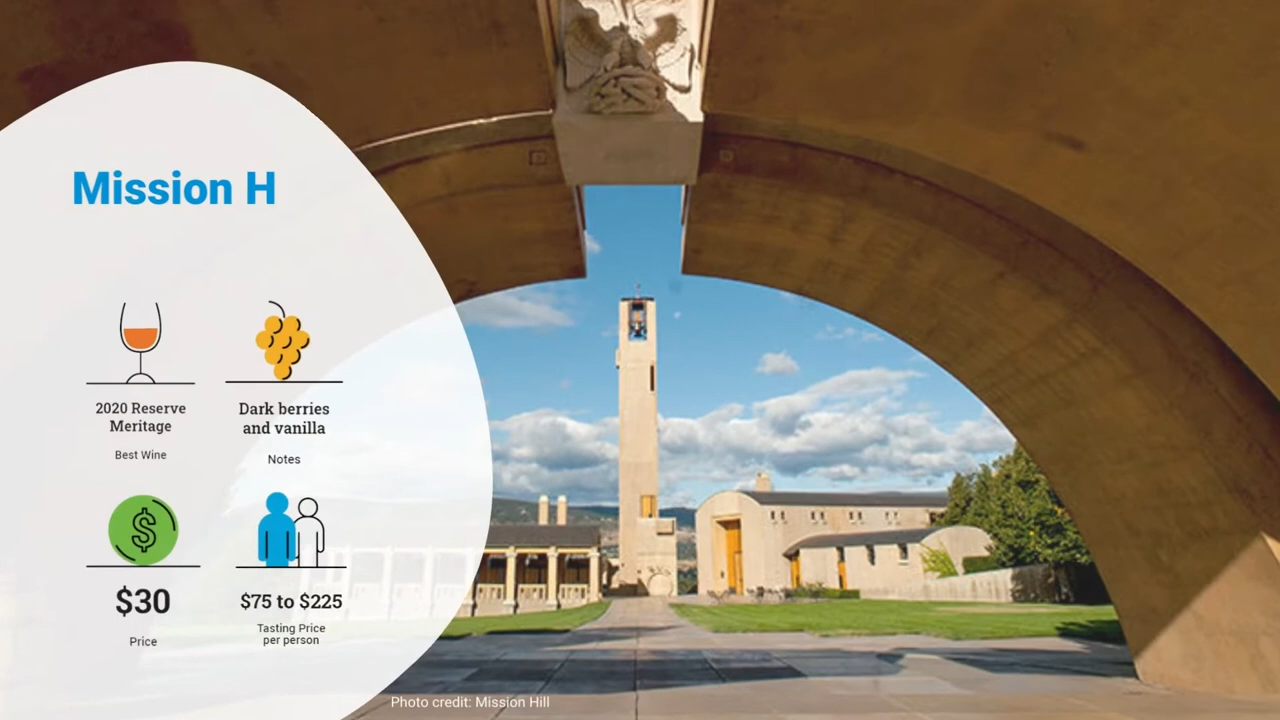 Mission H
2020 Reserve
Meritage
Best Wine
Dark berries
and vanilla
Notes
$30
Price
$75 to $225
Tasting Price
per person
Photo credit: Mission Hill